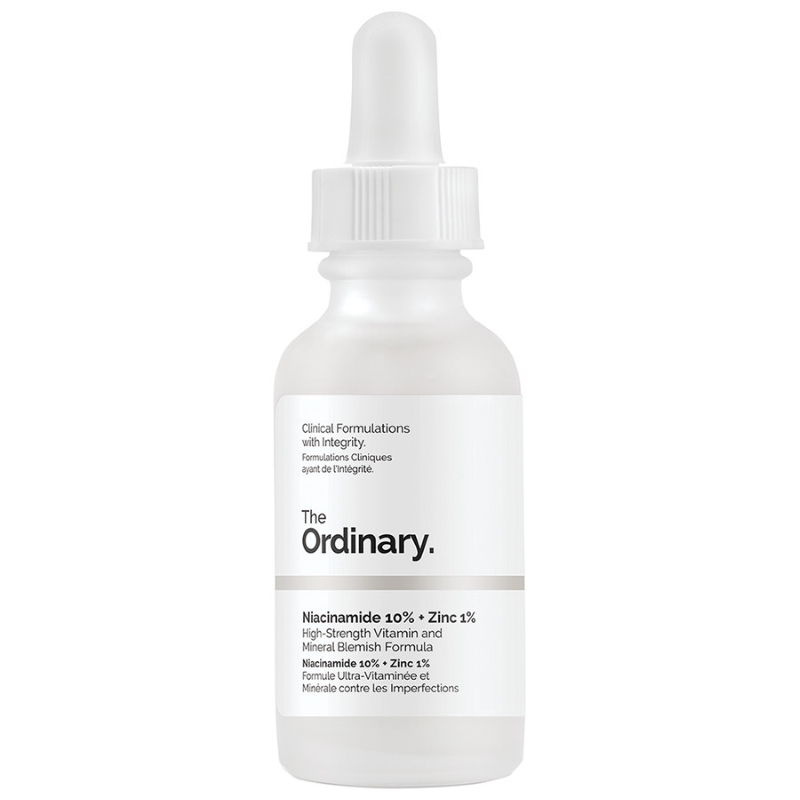 Clinical Formulations
with Integrity.
Formulations Cliniques
ayant de l'Intégrité.
The
Ordinary.
Niacinamide 10% + Zinc 1%
High-Strength Vitamin and
Mineral Blemish Formula
Niacinamide 10% + Zinc 1%
Formule Ultra-Vitaminée et
Minérale contre les Imperfections